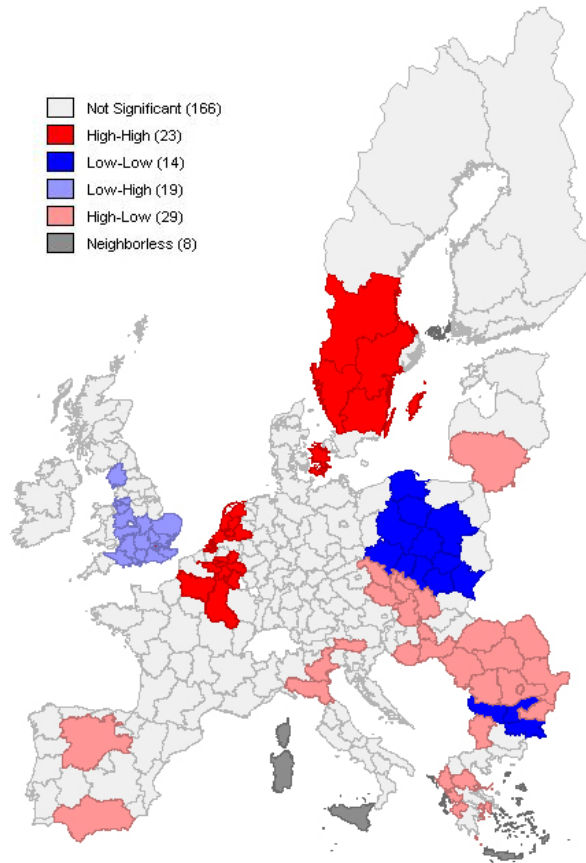 Not Significant (166)
High-High (23)
Low-Low (14)
Low-High (19)
High-Low (29)
Neighborless (8)